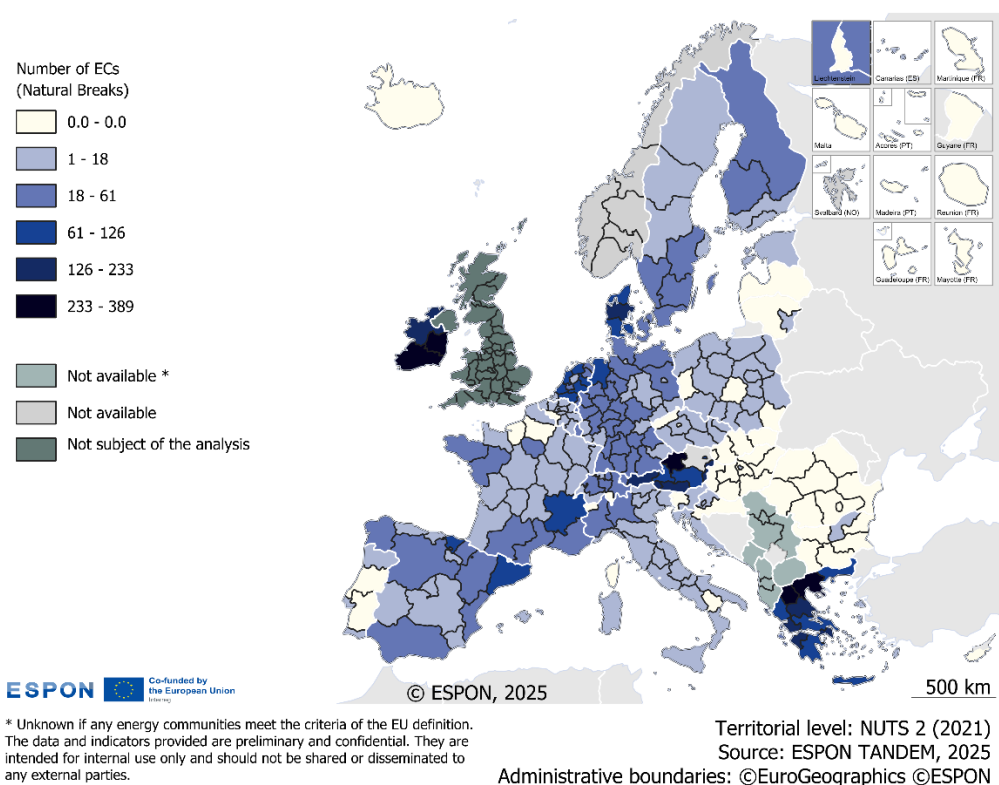 Number of ECs
(Natural Breaks)
0.0 - 0.0
1 - 18
18 - 61
61 - 126
126 - 233
233 - 389
Not available *
Not available
Not subject of the analysis
Liechtenstein
Canarias (ES)
Martinique (FR)
Malta
Acores (PT)
Guyane (FR)
Svalbard (NO)
Madeira (PT)
Reunion (FR)
Guadeloupe (FR)
Mayotte (FR)
ESPON
Co-funded by
the European Union
Interreg
© ESPON, 2025
500 km
* Unknown if any energy communities meet the criteria of the EU definition.
The data and indicators provided are preliminary and confidential. They are
intended for internal use only and should not be shared or disseminated to
any external parties.
Territorial level: NUTS 2 (2021)
Source: ESPON TANDEM, 2025
Administrative boundaries: ©EuroGeographics ©ESPON